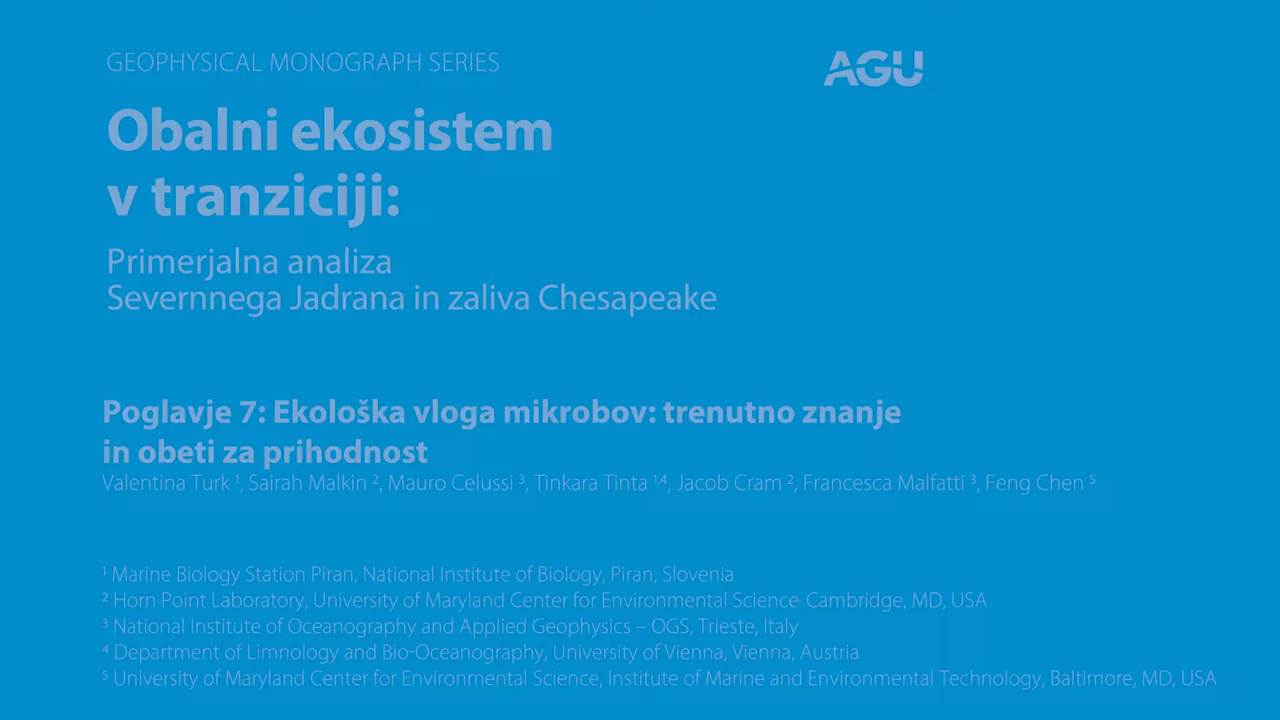 GEOPHYSICAL MONOGRAPH SERIES
AGU
Obalni ekosistem
v tranziciji:
Primerjalna analiza
Severnnega Jadrana in zaliva Chesapeake
Poglavje 7: Ekološka vloga mikrobov: trenutno znanje
in obeti za prihodnost
Valentina Turk ¹, Sairah Malkin ², Mauro Celussi ³, Tinkara Tinta ¹,⁴, Jacob Cram ², Francesca Malfatti ³, Feng Chen ⁵
¹ Marine Biology Station Piran, National Institute of Biology, Piran, Slovenia
² Horn Point Laboratory, University of Maryland Center for Environmental Science, Cambridge, MD, USA
³ National Institute of Oceanography and Applied Geophysics – OGS, Trieste, Italy
⁴ Department of Limnology and Bio-Oceanography, University of Vienna, Vienna, Austria
⁵ University of Maryland Center for Environmental Science, Institute of Marine and Environmental Technology, Baltimore, MD, USA